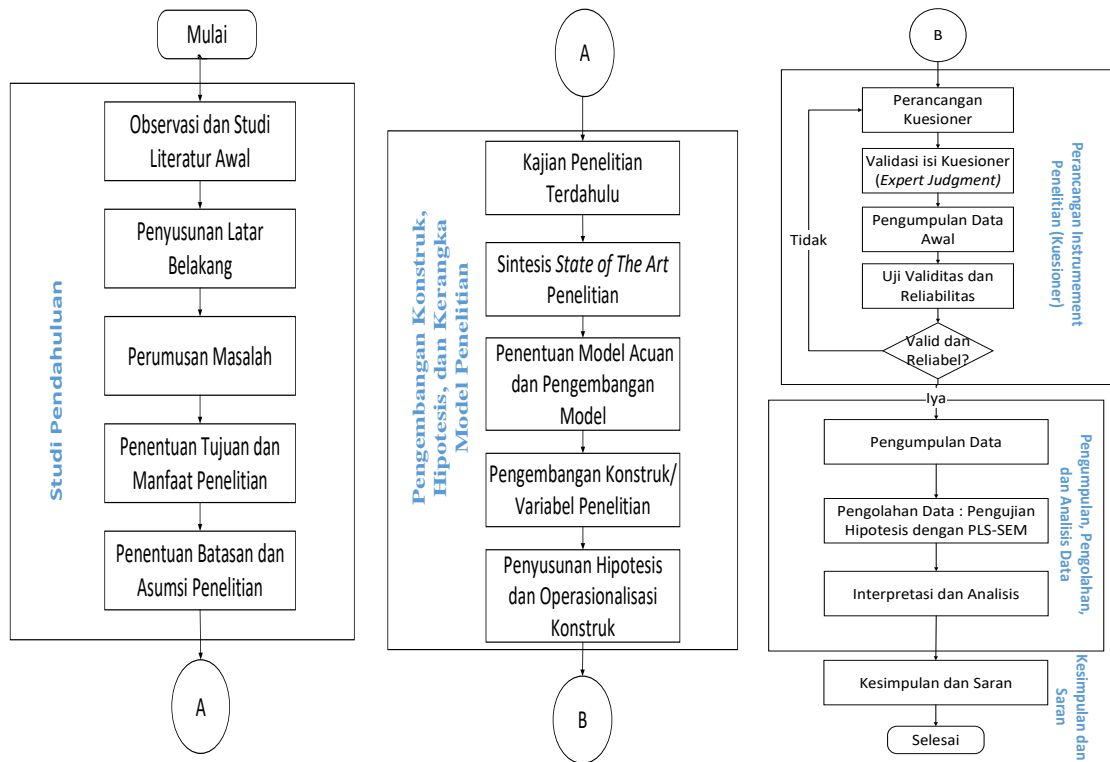 Mulai
Studi Pendahuluan
Observasi dan Studi
Literatur Awal
Penyusunan Latar
Belakang
Perumusan Masalah
Penentuan Tujuan dan
Manfaat Penelitian
Penentuan Batasan dan
Asumsi Penelitian
A
A
Pengembangan Konstruk,
Hipotesis, dan Kerangka
Model Penelitian
Kajian Penelitian
Terdahulu
Sintesis State of The Art
Penelitian
Penentuan Model Acuan
dan Pengembangan
Model
Pengembangan Konstruk/
Variabel Penelitian
Penyusunan Hipotesis
dan Operasionalisasi
Konstruk
B
B
Perancangan Instrumement
Penelitian (Kuesioner)
Perancangan
Kuesioner
Validasi isi Kuesioner
(Expert Judgment)
Pengumpulan Data
Awal
Tidak
Uji Validitas dan
Reliabilitas
Valid dan
Reliabel?
Iya
Pengumpulan, Pengolahan,
dan Analisis Data
Pengumpulan Data
Pengolahan Data : Pengujian
Hipotesis dengan PLS-SEM
Interpretasi dan Analisis
Kesimpulan dan
Saran
Kesimpulan dan Saran
Selesai